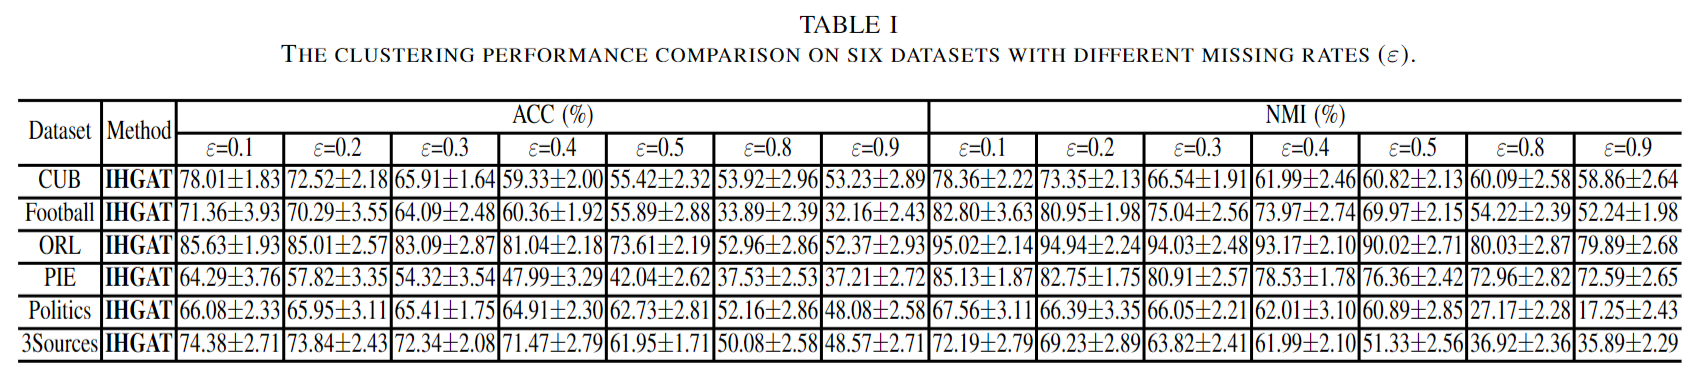 TABLE I
THE CLUSTERING PERFORMANCE COMPARISON ON SIX DATASETS WITH DIFFERENT MISSING RATES (ε).
Dataset Method ACC (%) NMI (%)
ε=0.1 ε=0.2 ε=0.3 ε=0.4 ε=0.5 ε=0.8 ε=0.9 ε=0.1 ε=0.2 ε=0.3 ε=0.4 ε=0.5 ε=0.8 ε=0.9
CUB IHGAT 78.01±1.83 72.52±2.18 65.91±1.64 59.33±2.00 55.42±2.32 53.92±2.96 53.23±2.89 78.36±2.22 73.35±2.13 66.54±1.91 61.99±2.46 60.82±2.13 60.09±2.58 58.86±2.64
Football IHGAT 71.36±3.93 70.29±3.55 64.09±2.48 60.36±1.92 55.89±2.88 33.89±2.39 32.16±2.43 82.80±3.63 80.95±1.98 75.04±2.56 73.97±2.74 69.97±2.15 54.22±2.39 52.24±1.98
ORL IHGAT 85.63±1.93 85.01±2.57 83.09±2.87 81.04±2.18 73.61±2.19 52.96±2.86 52.37±2.93 95.02±2.14 94.94±2.24 94.03±2.48 93.17±2.10 90.02±2.71 80.03±2.87 79.89±2.68
PIE IHGAT 64.29±3.76 57.82±3.35 54.32±3.54 47.99±3.29 42.04±2.62 37.53±2.53 37.21±2.72 85.13±1.87 82.75±1.75 80.91±2.57 78.53±1.78 76.36±2.42 72.96±2.82 72.59±2.65
Politics IHGAT 66.08±2.33 65.95±3.11 65.41±1.75 64.91±2.30 62.73±2.81 52.16±2.86 48.08±2.58 67.56±3.11 66.39±3.35 66.05±2.21 62.01±3.10 60.89±2.85 27.17±2.28 17.25±2.43
3Sources IHGAT 74.38±2.71 73.84±2.43 72.34±2.08 71.47±2.79 61.95±1.71 50.08±2.58 48.57±2.71 72.19±2.79 69.23±2.89 63.82±2.41 61.99±2.10 51.33±2.56 36.92±2.36 35.89±2.29